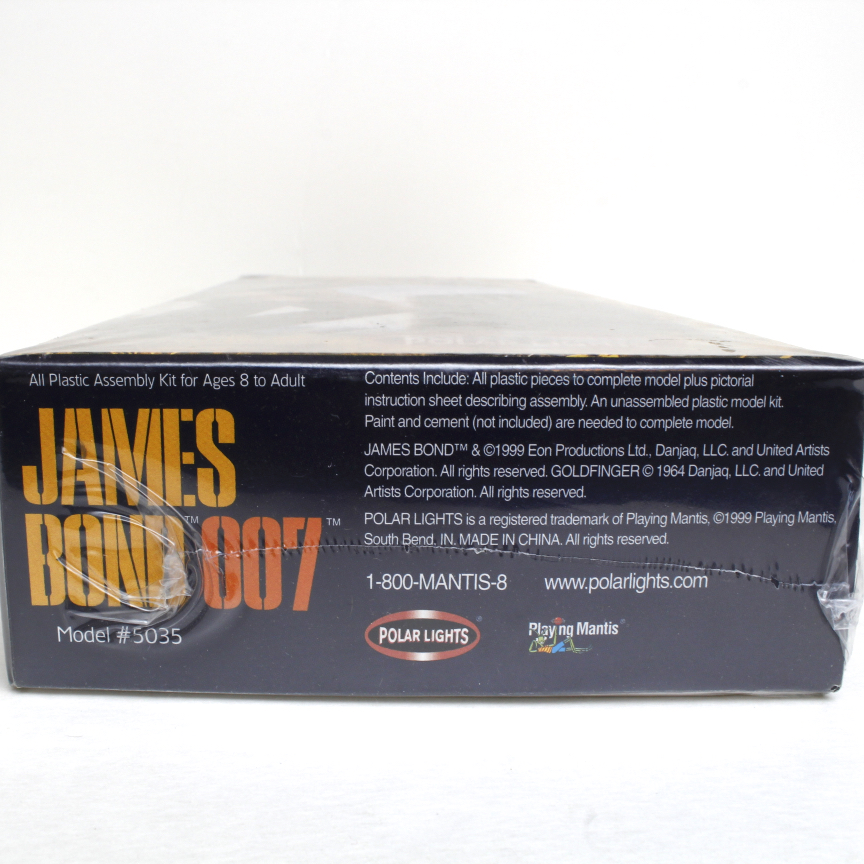 All Plastic Assembly Kit for Ages 8 to Adult
JAMES
BOND™ 007™
Model #5035
Contents Include: All plastic pieces to complete model plus pictorial
instruction sheet describing assembly. An unassembled plastic model kit.
Paint and cement (not included) are needed to complete model.
JAMES BOND™ & ©1999 Eon Productions Ltd., Danjaq, LLC. and United Artists
Corporation. All rights reserved. GOLDFINGER © 1964 Danjaq, LLC. and United
Artists Corporation. All rights reserved.
POLAR LIGHTS is a registered trademark of Playing Mantis, ©1999 Playing Mantis,
South Bend, IN. MADE IN CHINA. All rights reserved.
1-800-MANTIS-8 www.polarlights.com
POLAR LIGHTS® Playing Mantis®